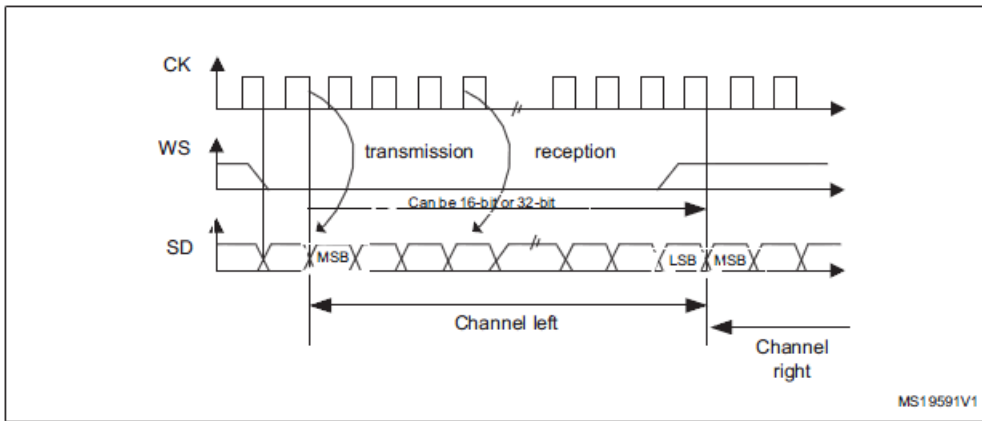 CK
WS
transmission
reception
Can be 16-bit or 32-bit
SD
MSB
LSB
MSB
Channel left
Channel
right
MS19591V1